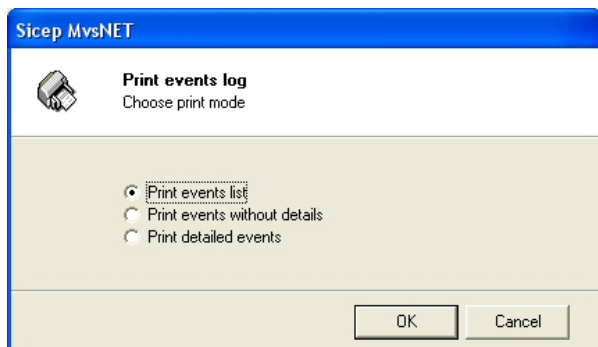 Sicep MvsNET
Print events log
Choose print mode
Print events list
Print events without details
Print detailed events
OK
Cancel